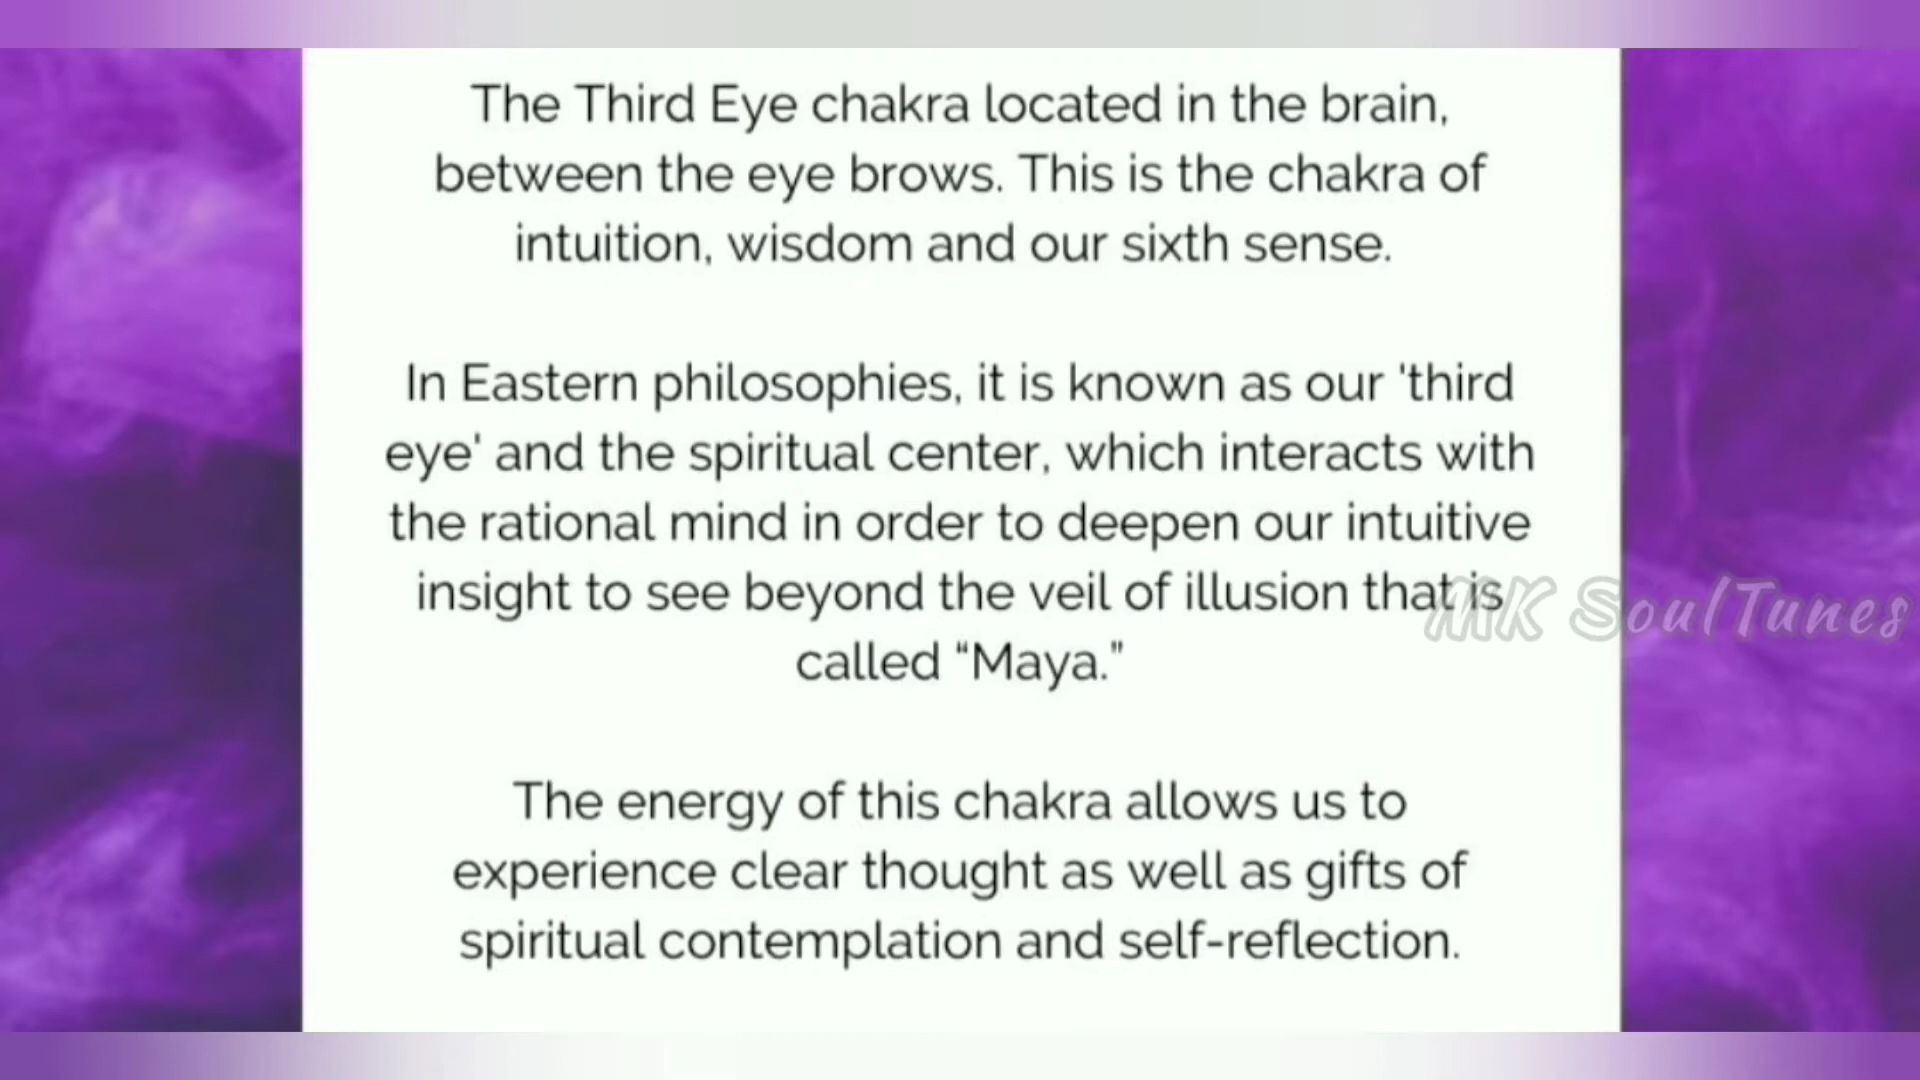 The Third Eye chakra located in the brain,
between the eye brows. This is the chakra of
intuition, wisdom and our sixth sense.
In Eastern philosophies, it is known as our 'third
eye' and the spiritual center, which interacts with
the rational mind in order to deepen our intuitive
insight to see beyond the veil of illusion that is
called “Maya.”
The energy of this chakra allows us to
experience clear thought as well as gifts of
spiritual contemplation and self-reflection.
MK SoulTunes